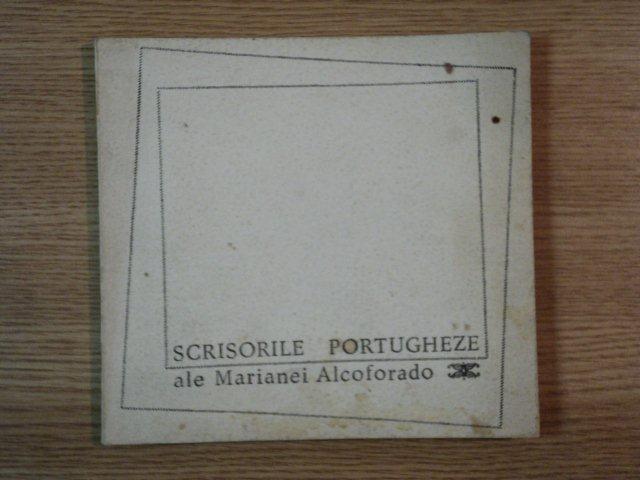 SCRISORILE PORTUGHEZE
ale Marianei Alcoforado